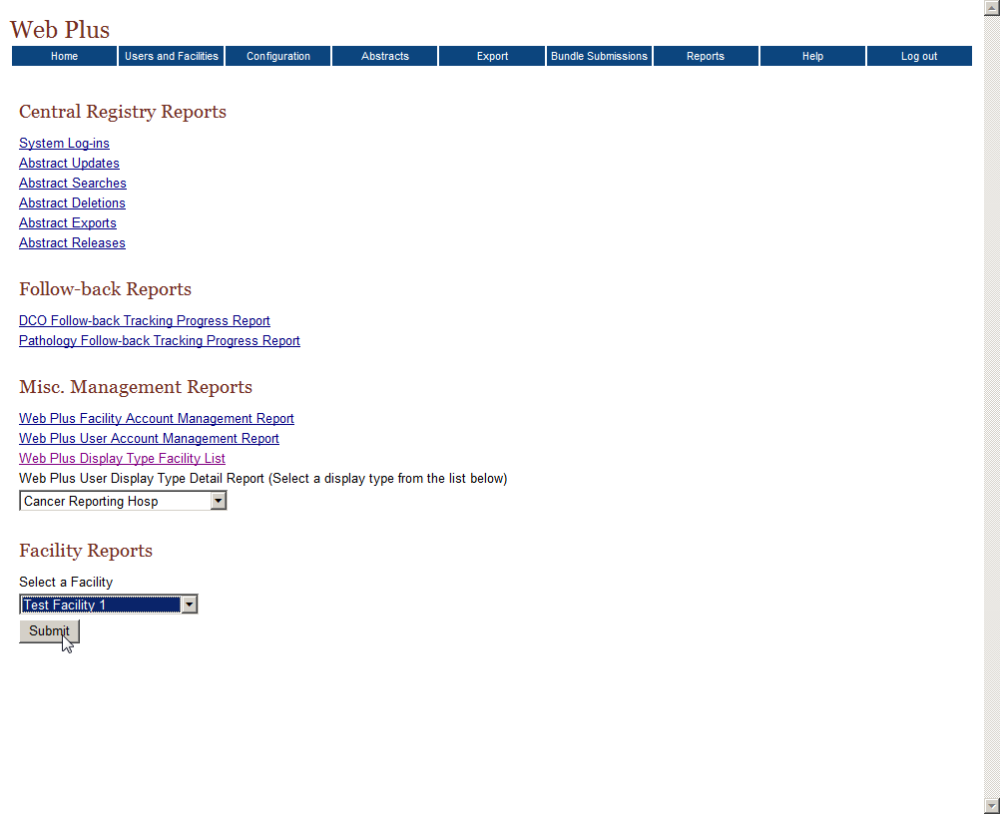 Web Plus
Home Users and Facilities Configuration Abstracts Export Bundle Submissions Reports Help Log out
Central Registry Reports
System Log-ins
Abstract Updates
Abstract Searches
Abstract Deletions
Abstract Exports
Abstract Releases
Follow-back Reports
DCO Follow-back Tracking Progress Report
Pathology Follow-back Tracking Progress Report
Misc. Management Reports
Web Plus Facility Account Management Report
Web Plus User Account Management Report
Web Plus Display Type Facility List
Web Plus User Display Type Detail Report (Select a display type from the list below)
Cancer Reporting Hosp
Facility Reports
Select a Facility
Test Facility 1
Submit